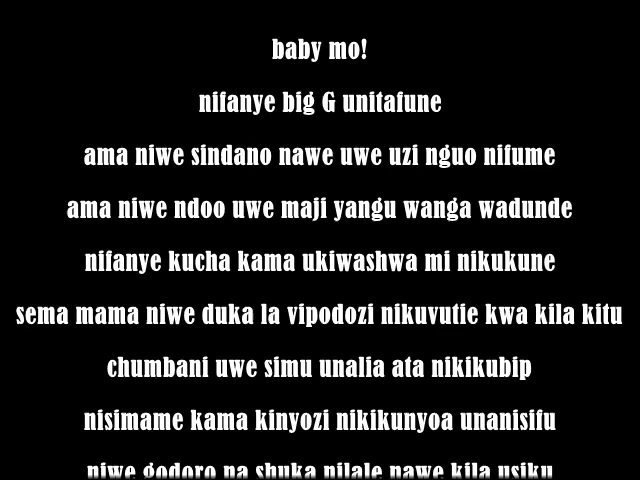 baby mo!
nifanye big G unitafune
ama niwe sindano nawe uwe uzi nguo nifume
ama niwe ndoo uwe maji yangu wanga wadunde
nifanye kucha kama ukiwashwa mi nikukune
sema mama niwe duka la vipodozi nikuvutie kwa kila kitu
chumbani uwe simu unalia ata nikikubip
nisimame kama kinyozi nikikunyoa unanisifu
niwe godoro na shuka nilale nawe kila usiku